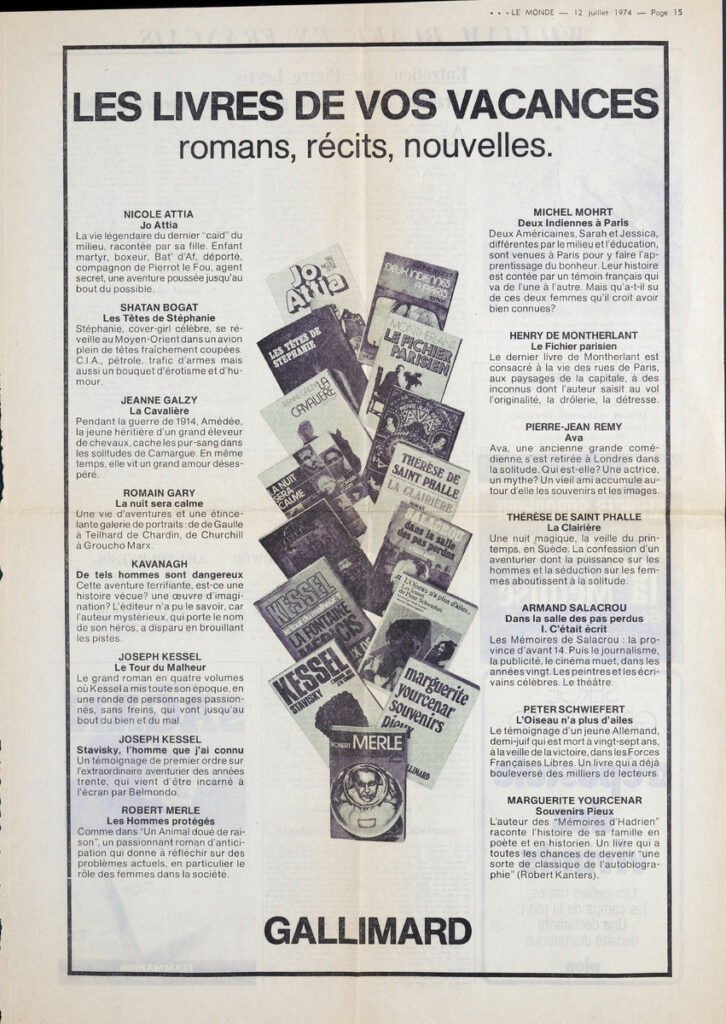 • • • LE MONDE — 12 juillet 1974 — Page 15
LES LIVRES DE VOS VACANCES
romans, récits, nouvelles.
NICOLE ATTIA
Jo Attia
La vie légendaire du dernier "caïd" du
milieu, racontée par sa fille. Enfant
martyr, boxeur, Bat' d'Af, déporté,
compagnon de Pierrot le Fou, agent
secret, une aventure poussée jusqu'au
bout du possible.
SHATAN BOGAT
Les Têtes de Stéphanie
Stéphanie, cover-girl célèbre, se ré-
veille au Moyen-Orient dans un avion
plein de têtes fraîchement coupées.
C.I.A., pétrole, trafic d'armes mais
aussi un bouquet d'érotisme et d'hu-
mour.
JEANNE GALZY
La Cavalière
Pendant la guerre de 1914, Amédée,
la jeune héritière d'un grand éleveur
de chevaux, cache les pur-sang dans
les solitudes de Camargue. En même
temps, elle vit un grand amour déses-
péré.
ROMAIN GARY
La nuit sera calme
Une vie d'aventures et une étince-
lante galerie de portraits: de de Gaulle
à Teilhard de Chardin, de Churchill
à Groucho Marx.
KAVANAGH
De tels hommes sont dangereux
Cette aventure terrifiante, est-ce une
histoire vécue? une œuvre d'imagi-
nation? L'éditeur n'a pu le savoir, car
l'auteur mystérieux, qui porte le nom
de son héros, a disparu en brouillant
les pistes.
JOSEPH KESSEL
Le Tour du Malheur
Le grand roman en quatre volumes
où Kessel a mis toute son époque, en
une ronde de personnages passion-
nés, sans freins, qui vont jusqu'au
bout du bien et du mal.
JOSEPH KESSEL
Stavisky, l'homme que j'ai connu
Un témoignage de premier ordre sur
l'extraordinaire aventurier des années
trente, qui vient d'être incarné à
l'écran par Belmondo.
ROBERT MERLE
Les Hommes protégés
Comme dans "Un Animal doué de rai-
son", un passionnant roman d'antici-
pation qui donne à réfléchir sur des
problèmes actuels, en particulier le
rôle des femmes dans la société.
Jo
Attia
DEUX INDIENNES
A PARIS
LES TÊTES DE
STÉPHANIE
MONTHERLANT
LE FICHIER
PARISIEN
JEANNE GALZY
LA
CAVALIÈRE
LA NUIT
SERA
CALME
THÉRÈSE DE
SAINT PHALLE
LA CLAIRIÈRE
dans la salle
des pas perdus
KESSEL
LA FONTAINE
L'Oiseau n'a plus d'ailes...
KESSEL
STAVISKY
marguerite
yourcenar
souvenirs
pieux
GALLIMARD
ROBERT MERLE
MICHEL MOHRT
Deux Indiennes à Paris
Deux Américaines, Sarah et Jessica,
différentes par le milieu et l'éducation,
sont venues à Paris pour y faire l'ap-
prentissage du bonheur. Leur histoire
est contée par un témoin français qui
va de l'une à l'autre. Mais qu'a-t-il su
de ces deux femmes qu'il croit avoir
bien connues?
HENRY DE MONTHERLANT
Le Fichier parisien
Le dernier livre de Montherlant est
consacré à la vie des rues de Paris,
aux paysages de la capitale, à des
inconnus dont l'auteur saisit au vol
l'originalité, la drôlerie, la détresse.
PIERRE-JEAN REMY
Ava
Ava, une ancienne grande comé-
dienne, s'est retirée à Londres dans
la solitude. Qui est-elle? Une actrice,
un mythe? Un vieil ami accumule au-
tour d'elle les souvenirs et les images.
THÉRÈSE DE SAINT PHALLE
La Clairière
Une nuit magique, la veille du prin-
temps, en Suède. La confession d'un
aventurier dont la puissance sur les
hommes et la séduction sur les fem-
mes aboutissent à la solitude.
ARMAND SALACROU
Dans la salle des pas perdus
I. C'était écrit
Les Mémoires de Salacrou : la pro-
vince d'avant 14. Puis le journalisme,
la publicité, le cinéma muet, dans les
années vingt. Les peintres et les écri-
vains célèbres. Le théâtre.
PETER SCHWIEFERT
L'Oiseau n'a plus d'ailes
Le témoignage d'un jeune Allemand,
demi-juif qui est mort à vingt-sept ans,
à la veille de la victoire, dans les Forces
Françaises Libres. Un livre qui a déjà
bouleversé des milliers de lecteurs.
MARGUERITE YOURCENAR
Souvenirs Pieux
L'auteur des "Mémoires d'Hadrien"
raconte l'histoire de sa famille en
poète et en historien. Un livre qui a
toutes les chances de devenir "une
sorte de classique de l'autobiogra-
phie" (Robert Kanters).
GALLIMARD